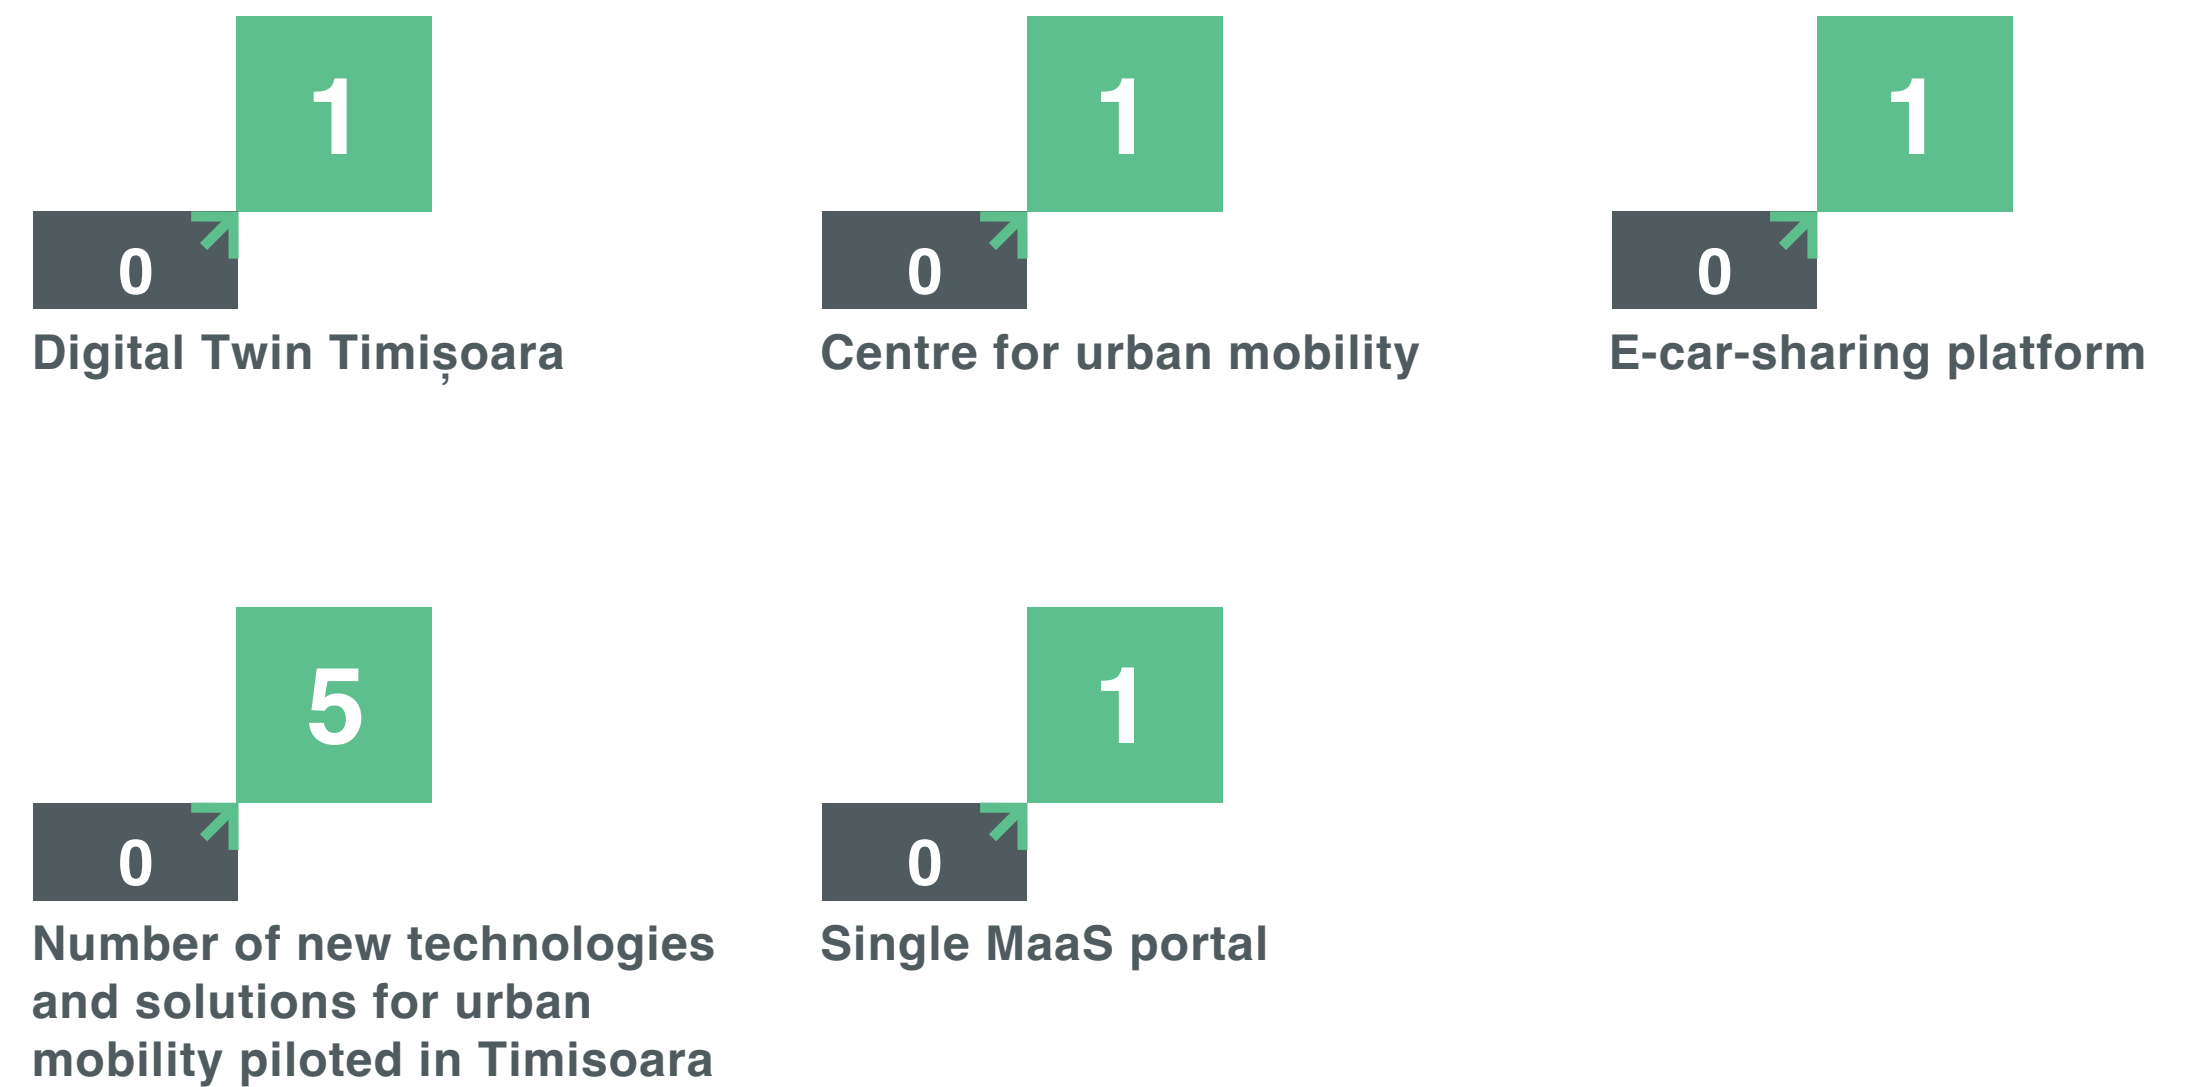 1
0
Digital Twin Timișoara
1
0
Centre for urban mobility
1
0
E-car-sharing platform
5
0
Number of new technologies
and solutions for urban
mobility piloted in Timisoara
1
0
Single MaaS portal